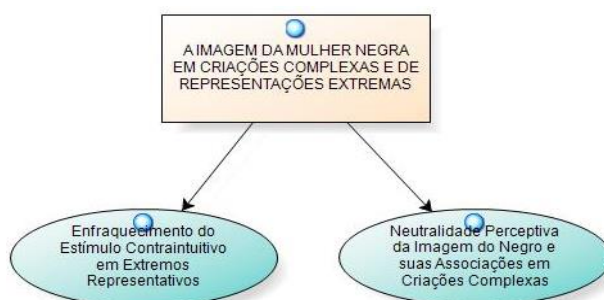 A IMAGEM DA MULHER NEGRA
EM CRIAÇÕES COMPLEXAS E DE
REPRESENTAÇÕES EXTREMAS
Enfraquecimento do
Estímulo Contraintuitivo
em Extremos
Representativos
Neutralidade Perceptiva
da Imagem do Negro e
suas Associações em
Criações Complexas